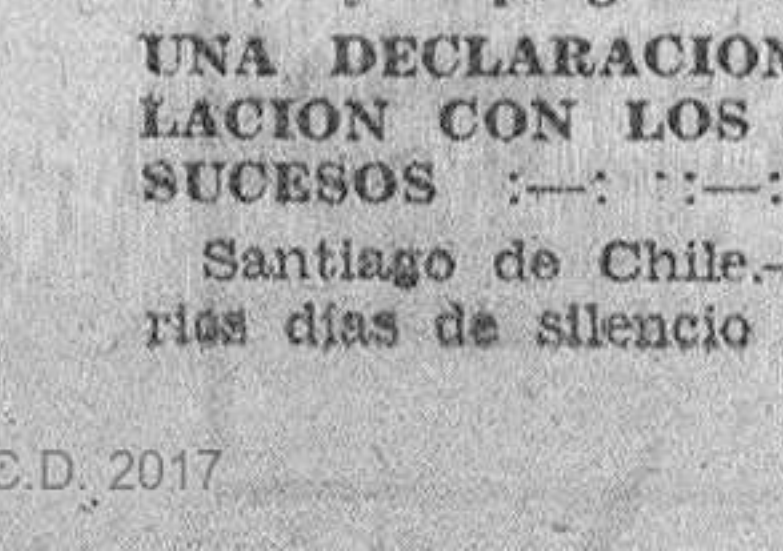 UNA DECLARACION
LACION CON LOS
SUCESOS :—: ::—:
Santiago de Chile.—
rios días de silencio
C.D. 2017